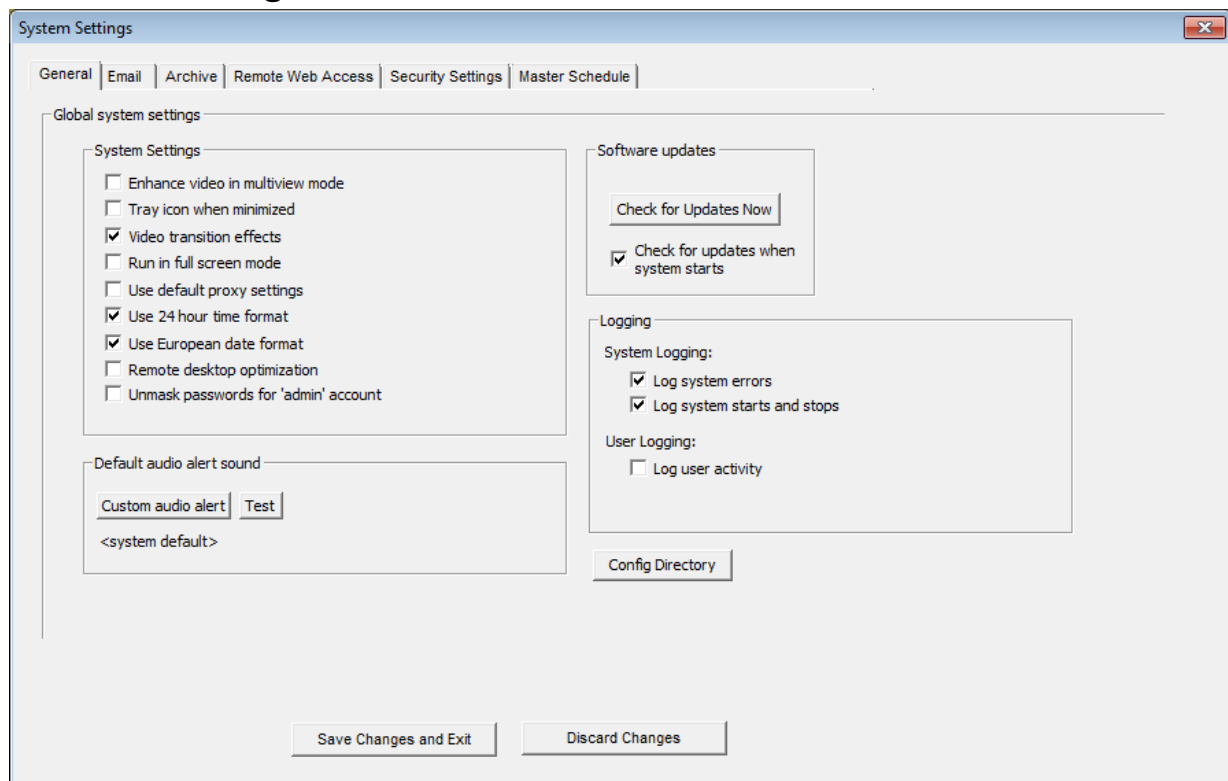 System Settings
General Email Archive Remote Web Access Security Settings Master Schedule
Global system settings
System Settings
Enhance video in multiview mode
Tray icon when minimized
Video transition effects
Run in full screen mode
Use default proxy settings
Use 24 hour time format
Use European date format
Remote desktop optimization
Unmask passwords for 'admin' account
Default audio alert sound
Custom audio alert Test
<system default>
Software updates
Check for Updates Now
Check for updates when
system starts
Logging
System Logging:
Log system errors
Log system starts and stops
User Logging:
Log user activity
Config Directory
Save Changes and Exit Discard Changes